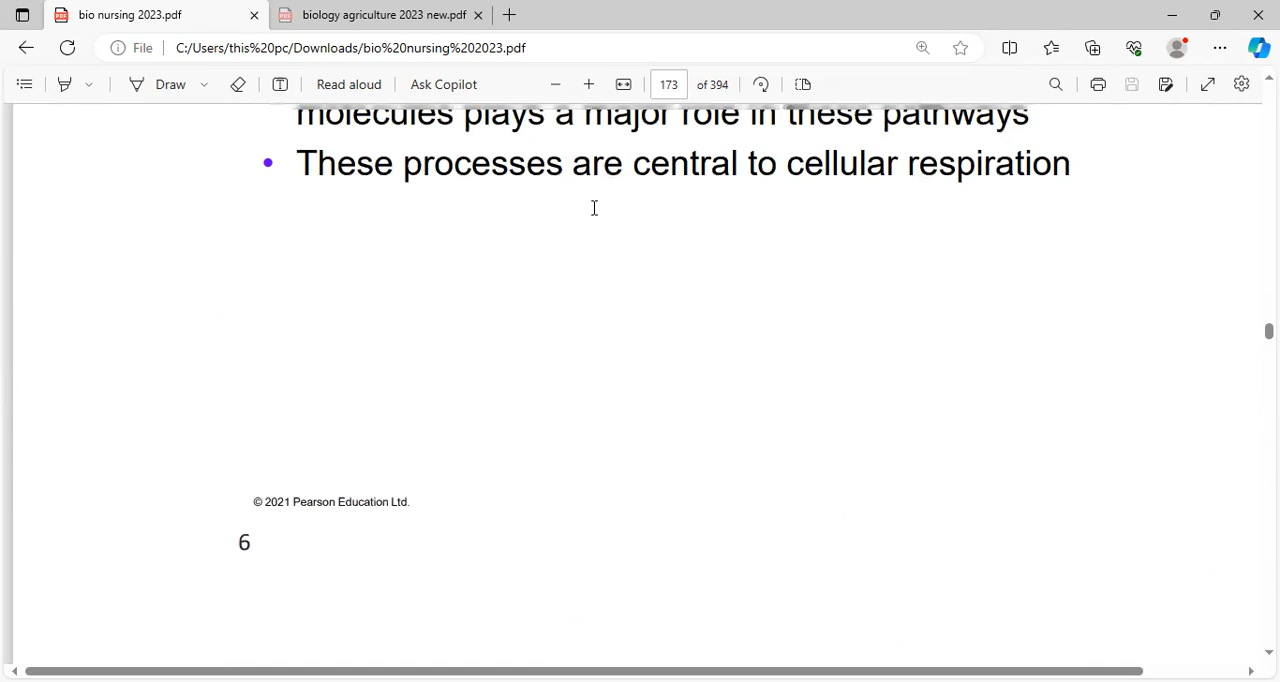 bio nursing 2023.pdf
biology agriculture 2023 new.pdf
File
C:/Users/this%20pc/Downloads/bio%20nursing%202023.pdf
Draw
Read aloud
Ask Copilot
173 of 394
molecules plays a major role in these pathways
• These processes are central to cellular respiration
© 2021 Pearson Education Ltd.
6